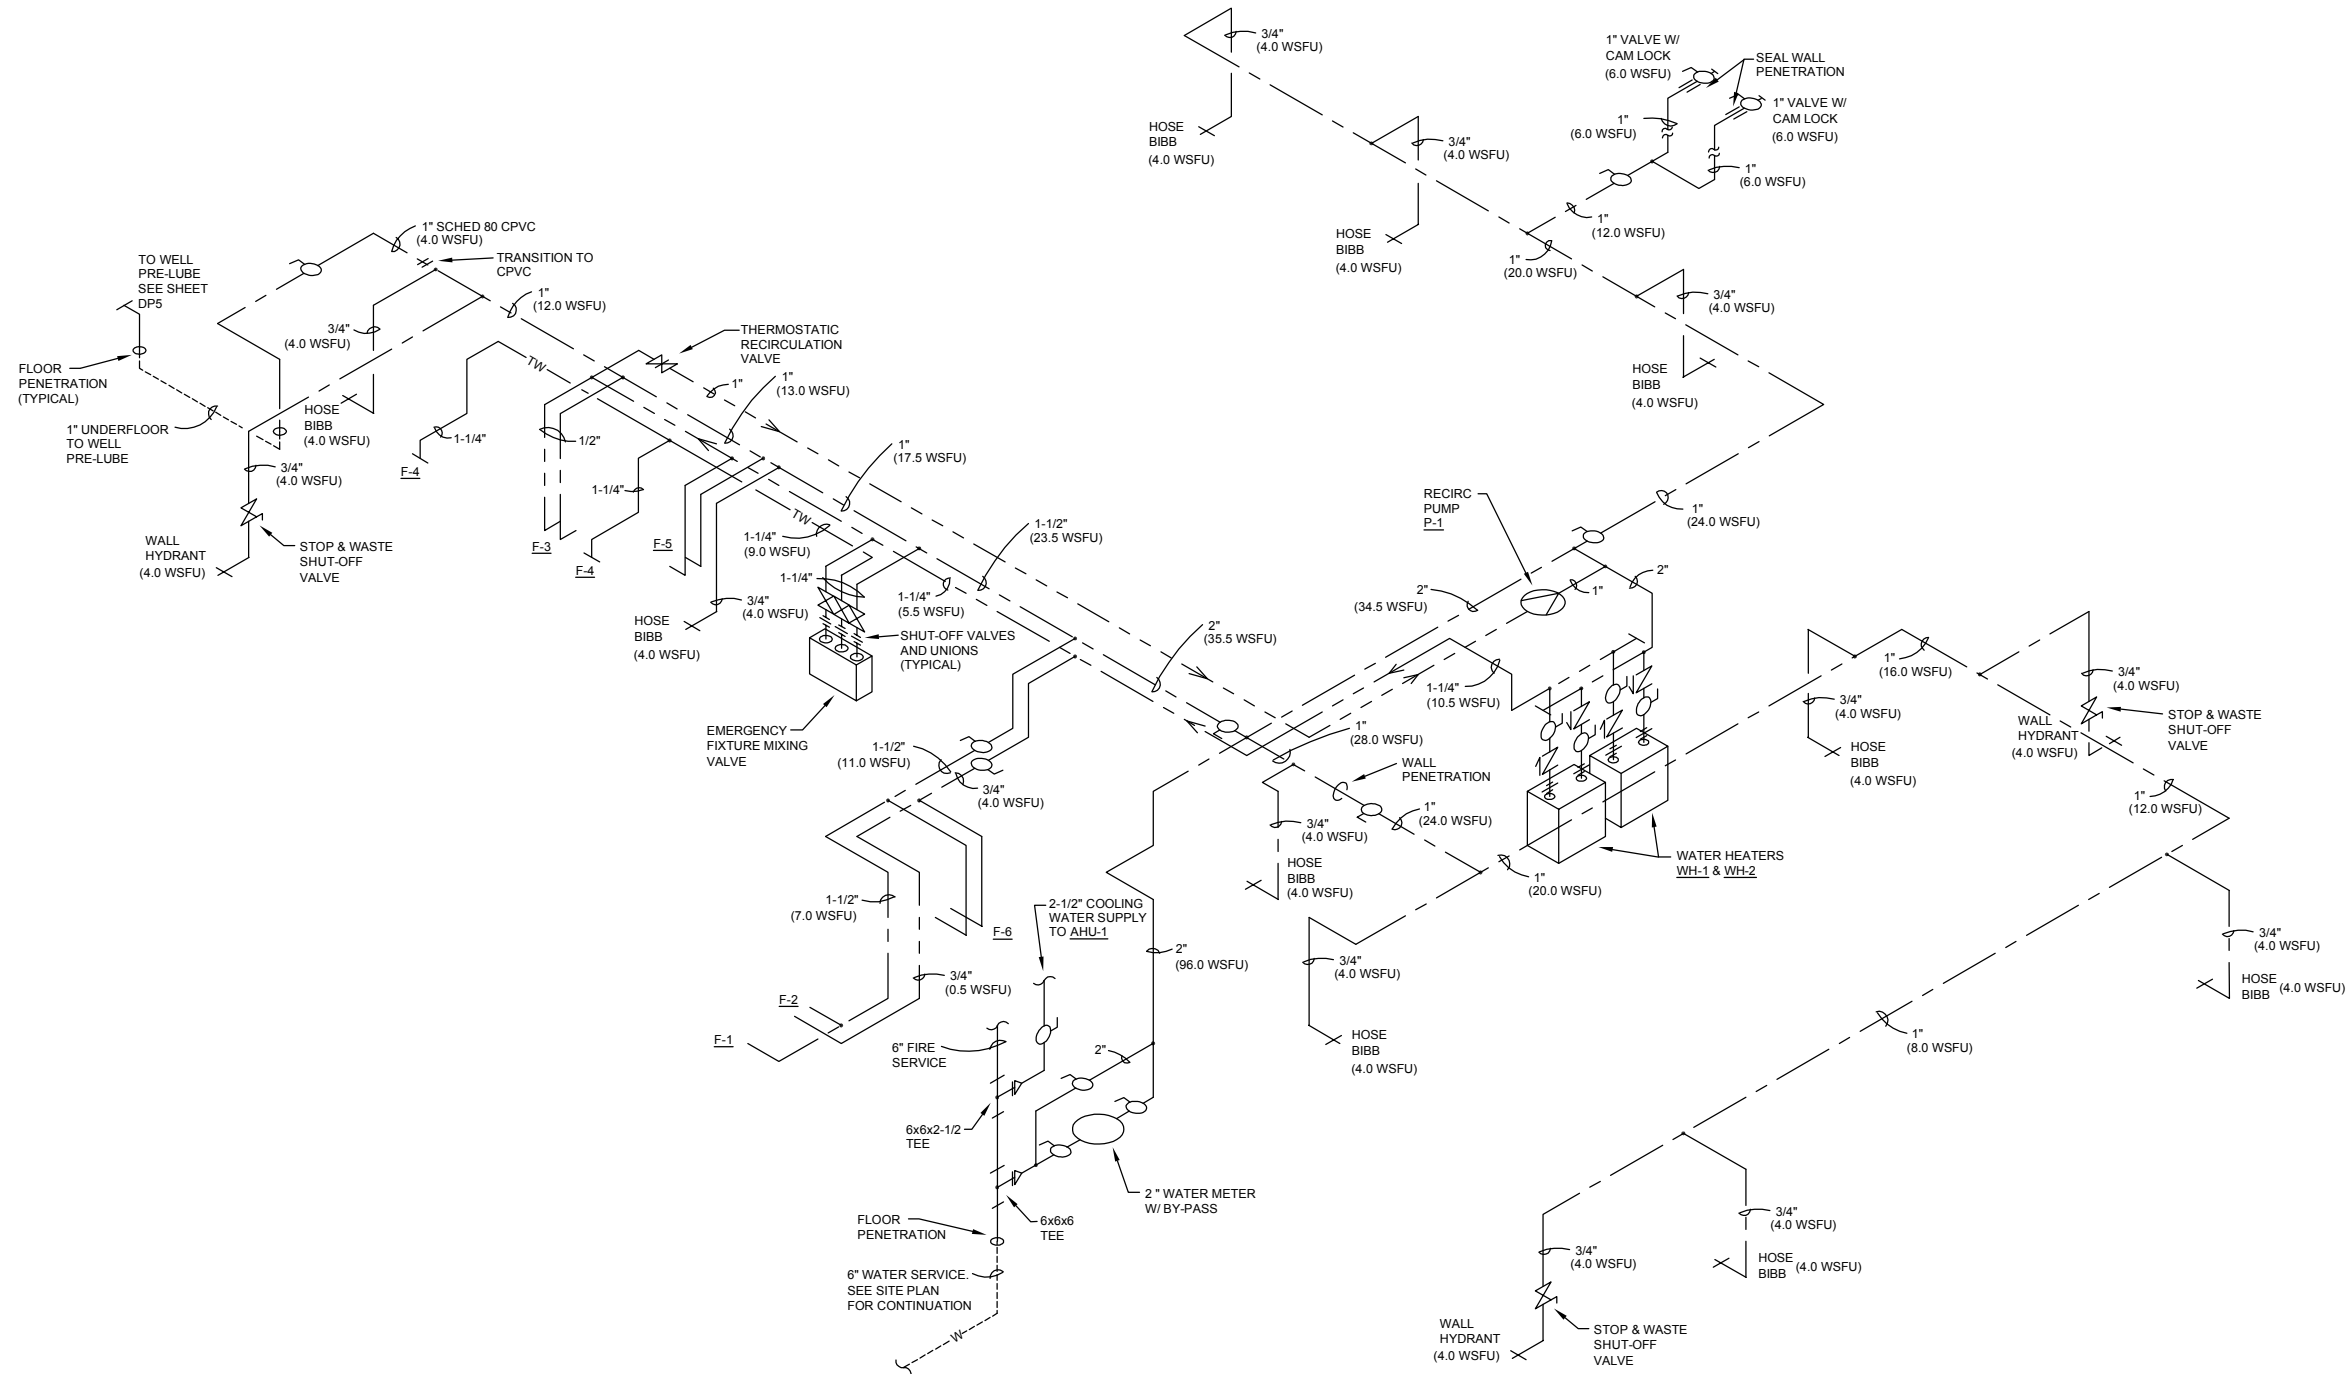 3/4"
(4.0 WSFU)
HOSE
BIBB
(4.0 WSFU)
3/4"
(4.0 WSFU)
HOSE
BIBB
(4.0 WSFU)
1" VALVE W/
CAM LOCK
(6.0 WSFU)
SEAL WALL
PENETRATION
1" VALVE W/
CAM LOCK
(6.0 WSFU)
1"
(6.0 WSFU)
1"
(6.0 WSFU)
1"
(12.0 WSFU)
1"
(20.0 WSFU)
3/4"
(4.0 WSFU)
HOSE
BIBB
(4.0 WSFU)
1" SCHED 80 CPVC
(4.0 WSFU)
TRANSITION TO
CPVC
TO WELL
PRE-LUBE
SEE SHEET
DP5
1"
(12.0 WSFU)
3/4"
(4.0 WSFU)
THERMOSTATIC
RECIRCULATION
VALVE
FLOOR
PENETRATION
(TYPICAL)
TW
1"
1"
(13.0 WSFU)
HOSE
BIBB
(4.0 WSFU)
1" UNDERFLOOR
TO WELL
PRE-LUBE
1-1/4"
F-4
1/2"
3/4"
(4.0 WSFU)
1"
(17.5 WSFU)
1-1/4"
WALL
HYDRANT
(4.0 WSFU)
STOP & WASTE
SHUT-OFF
VALVE
F-3
F-4
F-5
TW
1-1/4"
(9.0 WSFU)
1-1/2"
(23.5 WSFU)
1-1/4"
1-1/4"
(5.5 WSFU)
3/4"
(4.0 WSFU)
HOSE
BIBB
(4.0 WSFU)
SHUT-OFF VALVES
AND UNIONS
(TYPICAL)
EMERGENCY
FIXTURE MIXING
VALVE
RECIRC
PUMP
P-1
1"
(24.0 WSFU)
2"
1"
2"
(34.5 WSFU)
2"
(35.5 WSFU)
1-1/4"
(10.5 WSFU)
1"
(28.0 WSFU)
WALL
PENETRATION
1"
(24.0 WSFU)
3/4"
(4.0 WSFU)
HOSE
BIBB
(4.0 WSFU)
1"
(20.0 WSFU)
WATER HEATERS
WH-1 & WH-2
1"
(16.0 WSFU)
3/4"
(4.0 WSFU)
HOSE
BIBB
(4.0 WSFU)
3/4"
(4.0 WSFU)
WALL
HYDRANT
(4.0 WSFU)
STOP & WASTE
SHUT-OFF
VALVE
1"
(12.0 WSFU)
1-1/2"
(11.0 WSFU)
3/4"
(4.0 WSFU)
1-1/2"
(7.0 WSFU)
F-6
3/4"
(0.5 WSFU)
F-2
F-1
2-1/2" COOLING
WATER SUPPLY
TO AHU-1
2"
(96.0 WSFU)
3/4"
(4.0 WSFU)
HOSE
BIBB
(4.0 WSFU)
3/4"
(4.0 WSFU)
HOSE
BIBB (4.0 WSFU)
1"
(8.0 WSFU)
6" FIRE
SERVICE
2"
6x6x2-1/2
TEE
2 " WATER METER
W/ BY-PASS
FLOOR
PENETRATION
6x6x6
TEE
6" WATER SERVICE.
SEE SITE PLAN
FOR CONTINUATION
W
3/4"
(4.0 WSFU)
HOSE
BIBB (4.0 WSFU)
3/4"
(4.0 WSFU)
WALL
HYDRANT
(4.0 WSFU)
STOP & WASTE
SHUT-OFF
VALVE